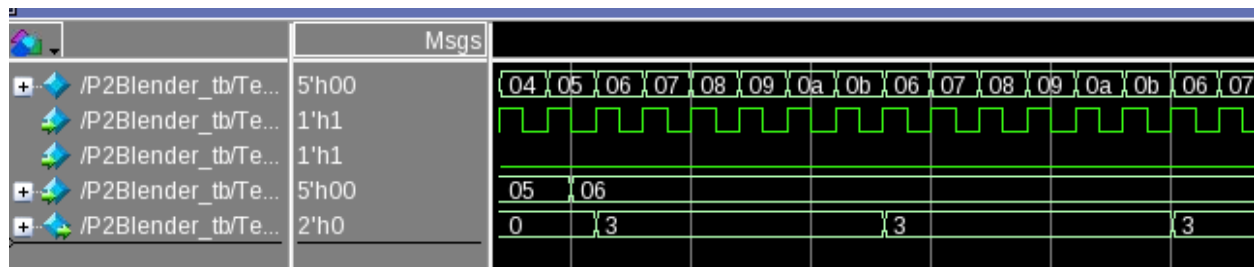 Msgs
/P2Blender_tb/Te... 5'h00 04 05 06 07 08 09 0a 0b 06 07 08 09 0a 0b 06 07
/P2Blender_tb/Te... 1'h1
/P2Blender_tb/Te... 1'h1
/P2Blender_tb/Te... 5'h00 05 06
/P2Blender_tb/Te... 2'h0 0 3 3 3